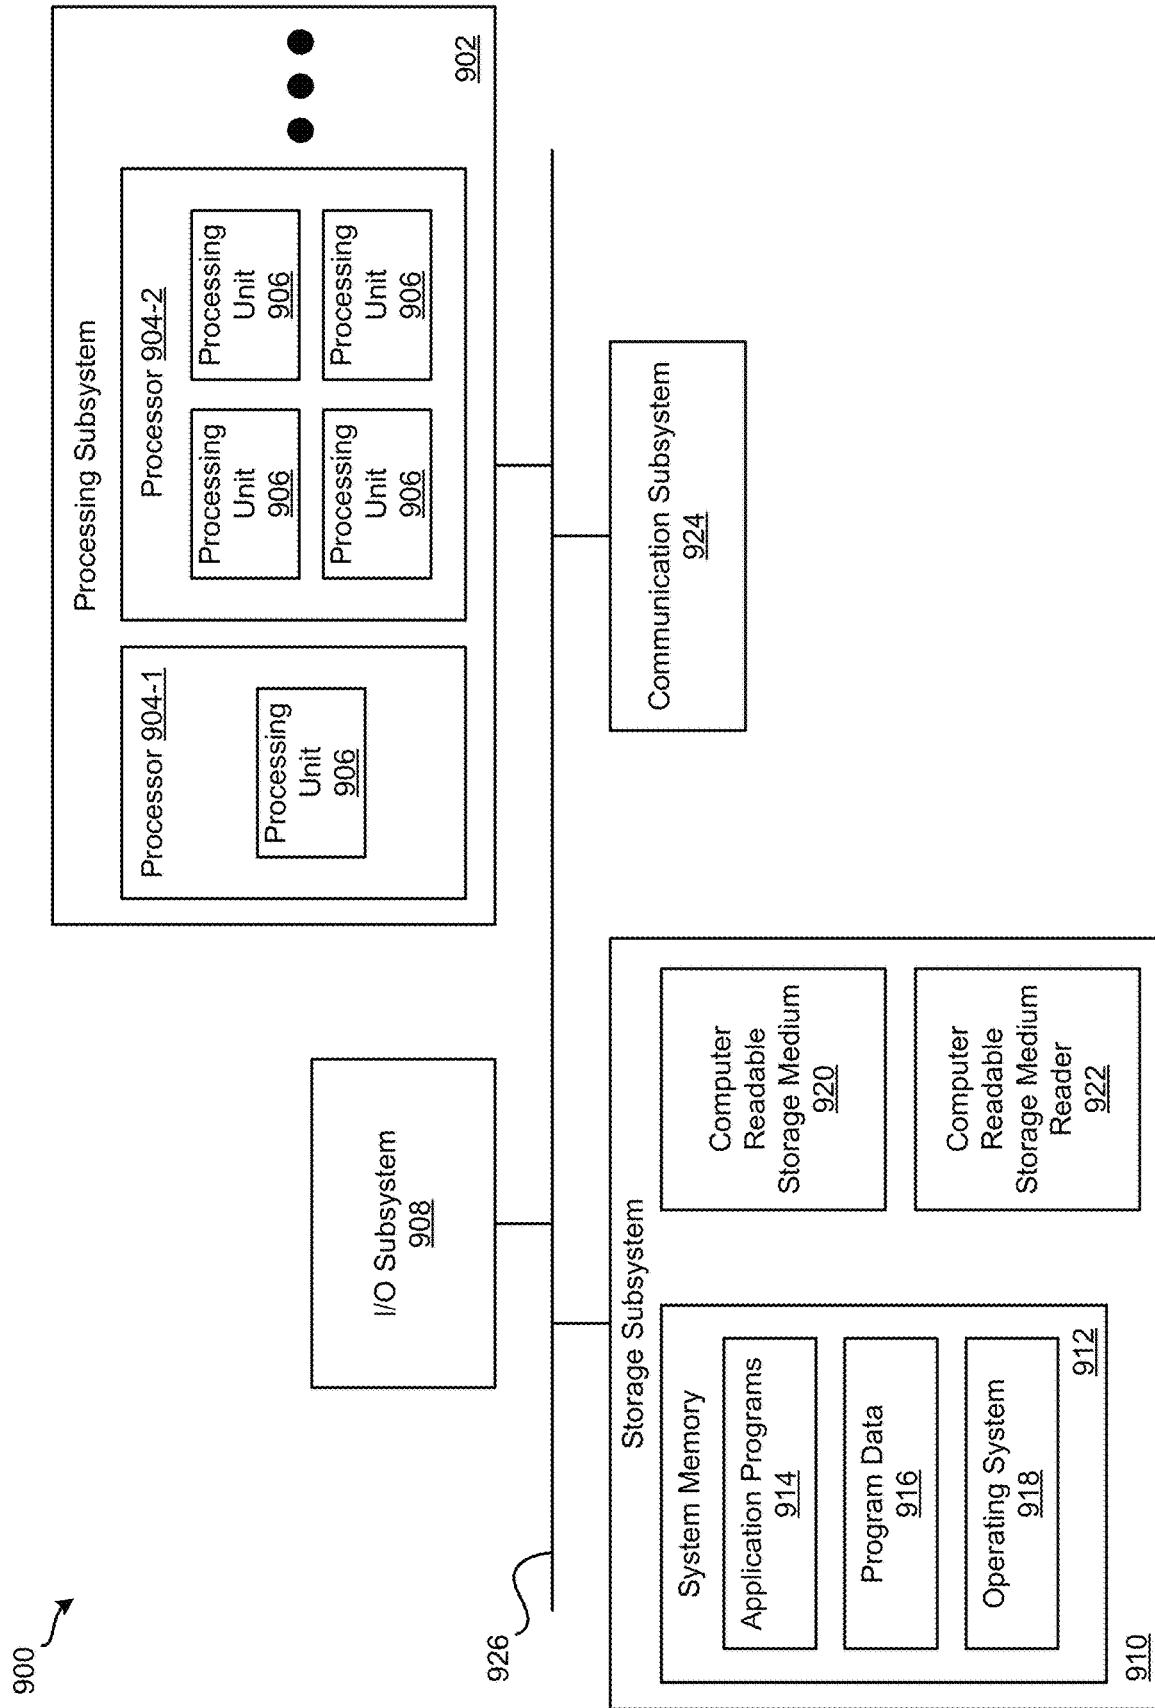 900
Processing Subsystem
Processor 904-1
Processing
Unit
906
Processor 904-2
Processing
Unit
906
Processing
Unit
906
Processing
Unit
906
Processing
Unit
906
902
I/O Subsystem
908
926
Storage Subsystem
System Memory
Application Programs
914
Program Data
916
Operating System
918
912
Computer
Readable
Storage Medium
920
Computer
Readable
Storage Medium
Reader
922
910
Communication Subsystem
924